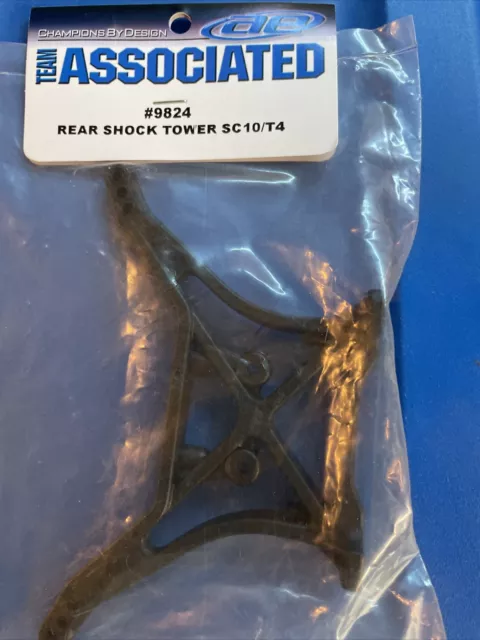 CHAMPIONS BY DESIGN
ae
TEAM
ASSOCIATED
#9824
REAR SHOCK TOWER SC10/T4